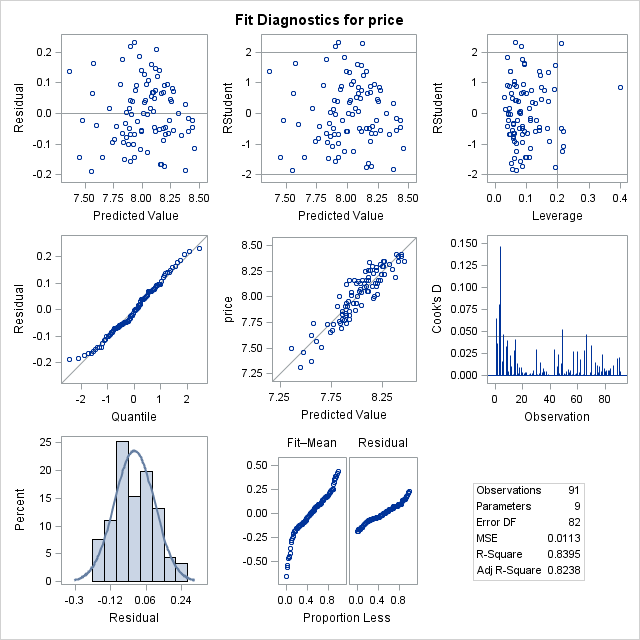 Fit Diagnostics for price
0.2
0.1
0.0
-0.1
-0.2
Residual
7.50 7.75 8.00 8.25 8.50
Predicted Value
2
1
0
-1
-2
RStudent
7.50 7.75 8.00 8.25 8.50
Predicted Value
2
1
0
-1
-2
RStudent
0.0 0.1 0.2 0.3 0.4
Leverage
0.2
0.1
0.0
-0.1
-0.2
Residual
-2 -1 0 1 2
Quantile
8.50
8.25
8.00
7.75
7.50
7.25
price
7.25 7.75 8.25
Predicted Value
0.150
0.125
0.100
0.075
0.050
0.025
0.000
Cook's D
0 20 40 60 80
Observation
25
20
15
10
5
0
Percent
-0.3 -0.12 0.06 0.24
Residual
Fit–Mean Residual
0.50
0.25
0.00
-0.25
-0.50
0.0 0.4 0.8 0.0 0.4 0.8
Proportion Less
Observations 91
Parameters 9
Error DF 82
MSE 0.0113
R-Square 0.8395
Adj R-Square 0.8238